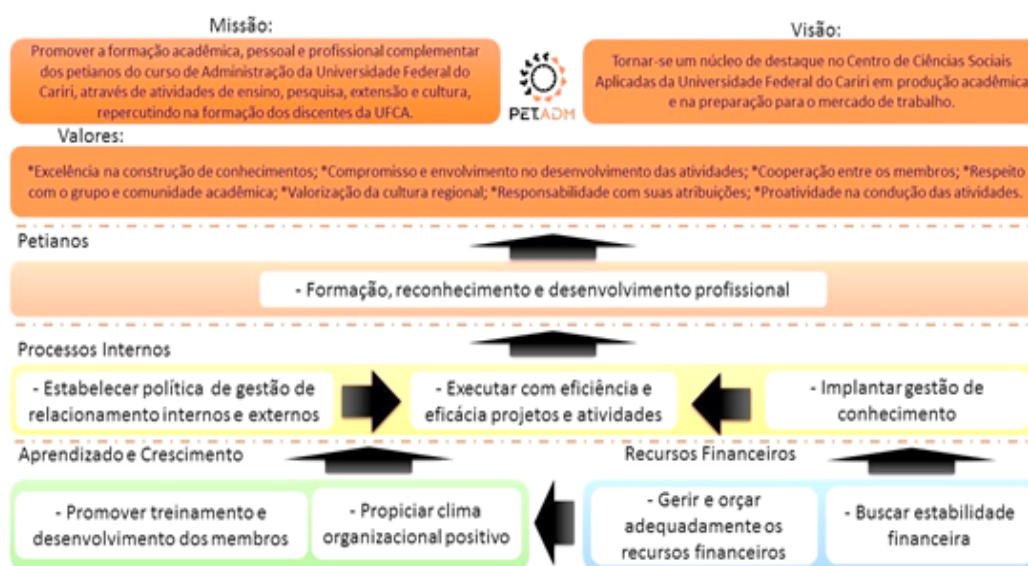 Missão:
Promover a formação acadêmica, pessoal e profissional complementar
dos petianos do curso de Administração da Universidade Federal do
Cariri, através de atividades de ensino, pesquisa, extensão e cultura,
repercutindo na formação dos discentes da UFCA.
PET.ADM
Visão:
Tornar-se um núcleo de destaque no Centro de Ciências Sociais
Aplicadas da Universidade Federal do Cariri em produção acadêmica
e na preparação para o mercado de trabalho.
Valores:
*Excelência na construção de conhecimentos; *Compromisso e envolvimento no desenvolvimento das atividades; *Cooperação entre os membros; *Respeito
com o grupo e comunidade acadêmica; *Valorização da cultura regional; *Responsabilidade com suas atribuições; *Proatividade na condução das atividades.
Petianos
- Formação, reconhecimento e desenvolvimento profissional
Processos Internos
- Estabelecer política de gestão de
relacionamento internos e externos
- Executar com eficiência e
eficácia projetos e atividades
- Implantar gestão de
conhecimento
Aprendizado e Crescimento
- Promover treinamento e
desenvolvimento dos membros
- Propiciar clima
organizacional positivo
Recursos Financeiros
- Gerir e orçar
adequadamente os
recursos financeiros
- Buscar estabilidade
financeira